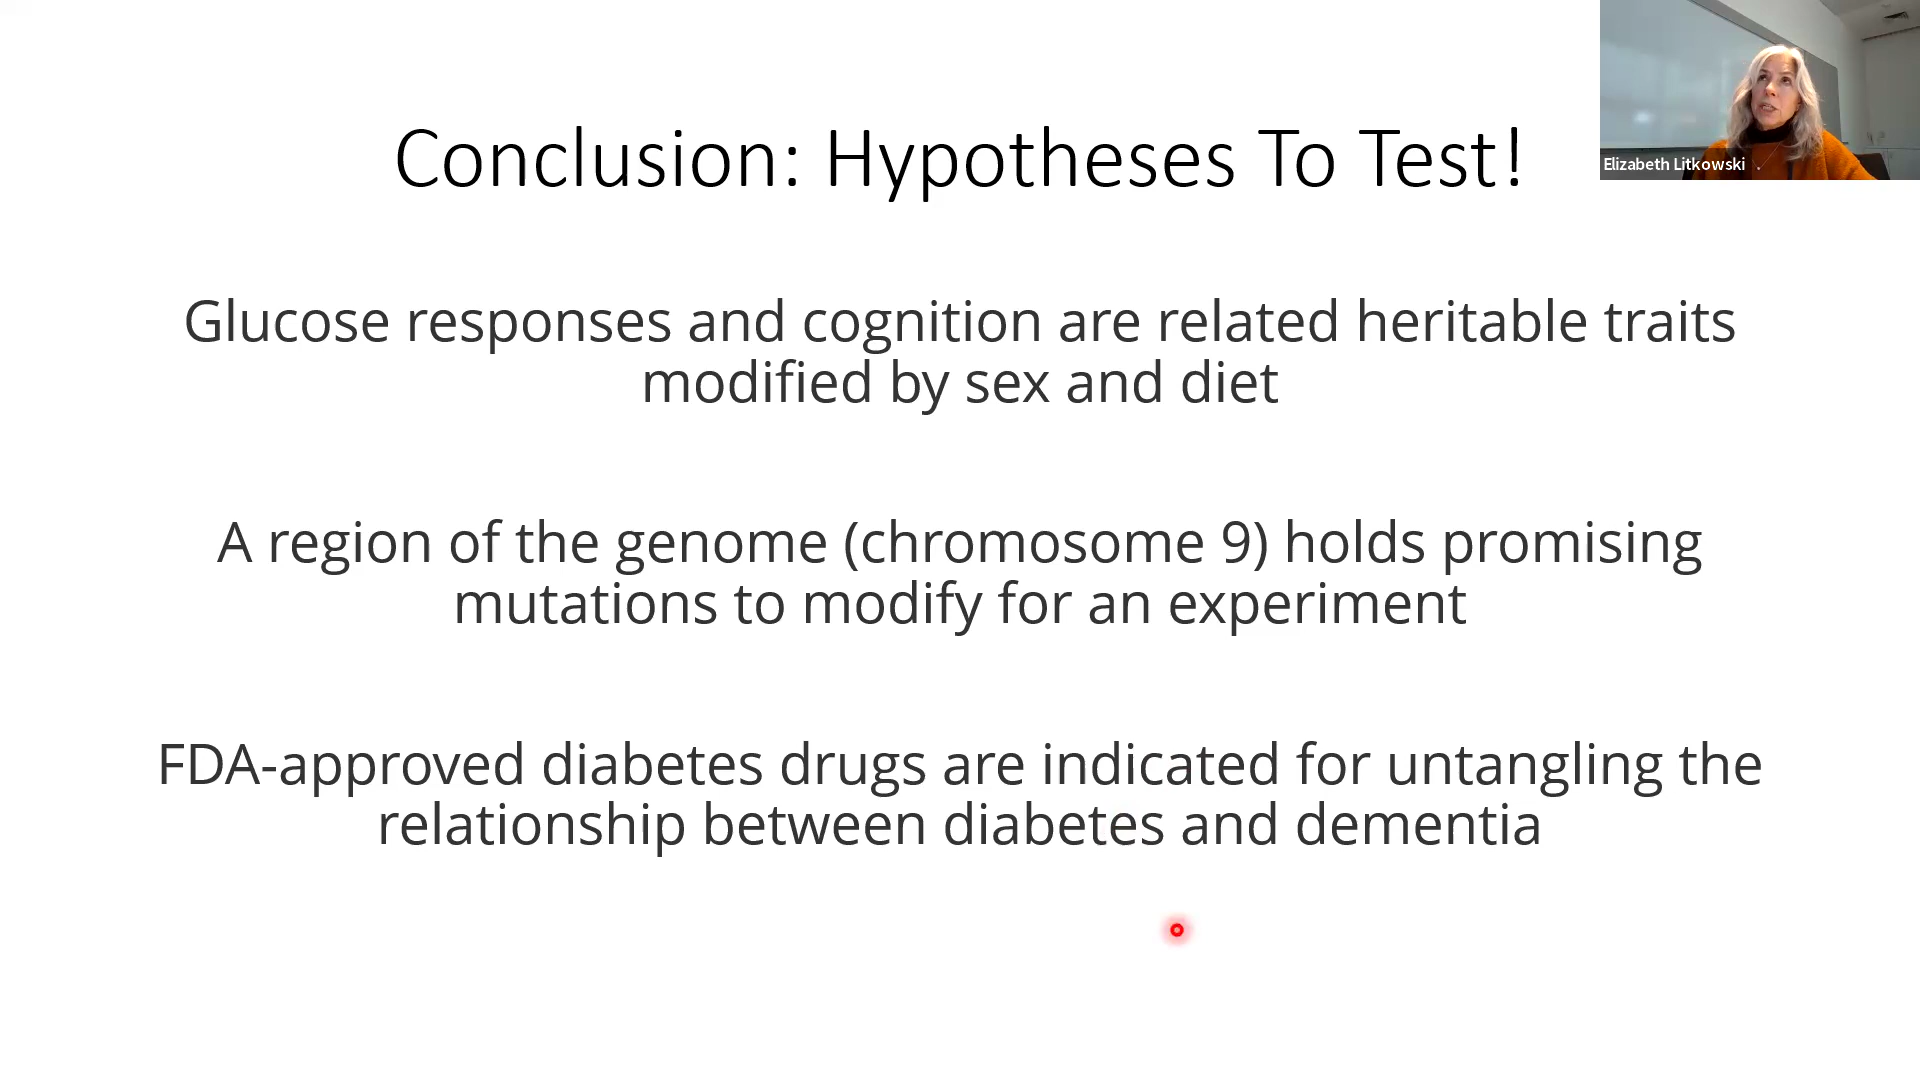 Conclusion: Hypotheses To Test!
Elizabeth Litkowski
Glucose responses and cognition are related heritable traits
modified by sex and diet
A region of the genome (chromosome 9) holds promising
mutations to modify for an experiment
FDA-approved diabetes drugs are indicated for untangling the
relationship between diabetes and dementia